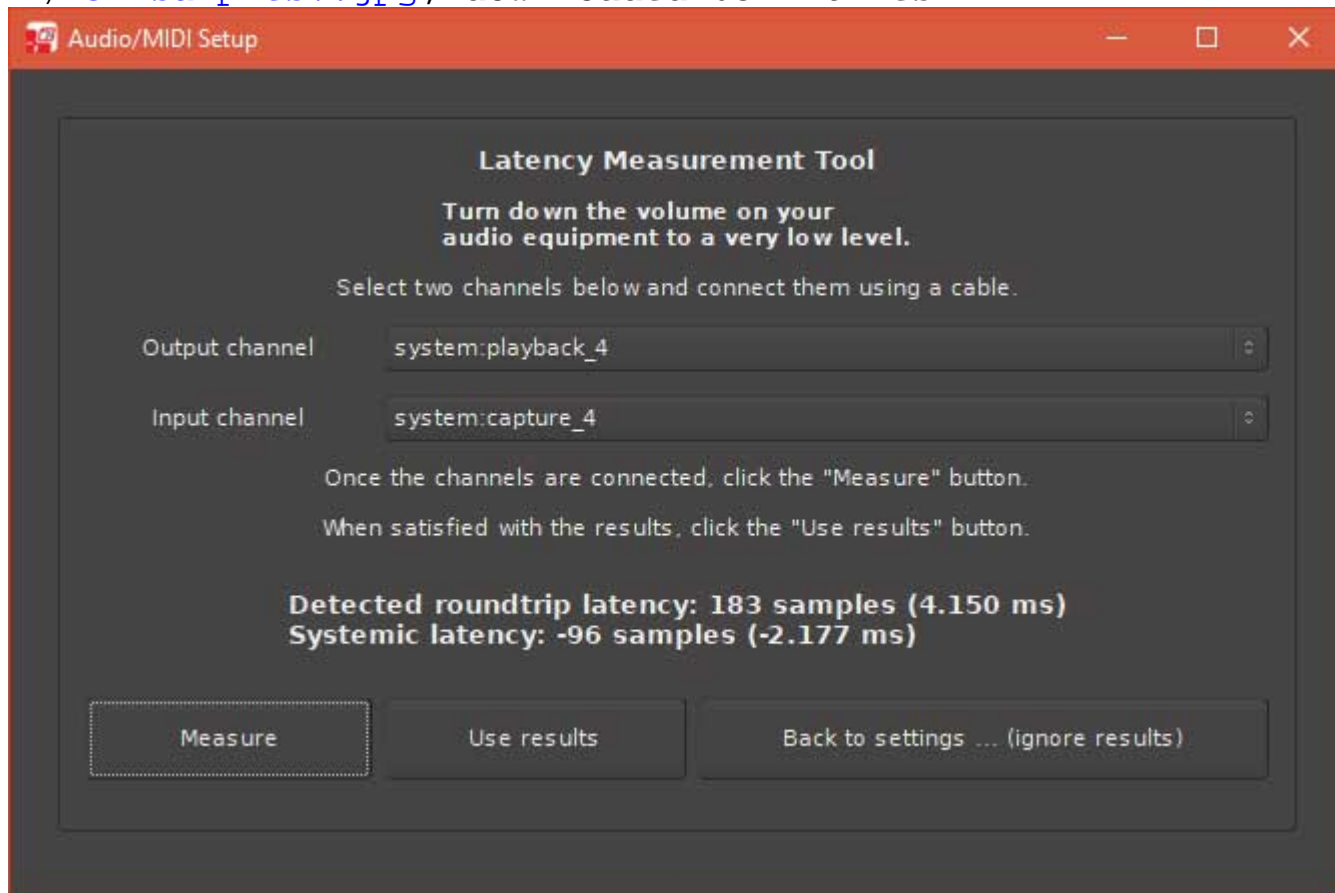 Audio/MIDI Setup
Latency Measurement Tool
Turn down the volume on your
audio equipment to a very low level.
Select two channels below and connect them using a cable.
Output channel system:playback_4
Input channel system:capture_4
Once the channels are connected, click the "Measure" button.
When satisfied with the results, click the "Use results" button.
Detected roundtrip latency: 183 samples (4.150 ms)
Systemic latency: -96 samples (-2.177 ms)
Measure Use results Back to settings ... (ignore results)